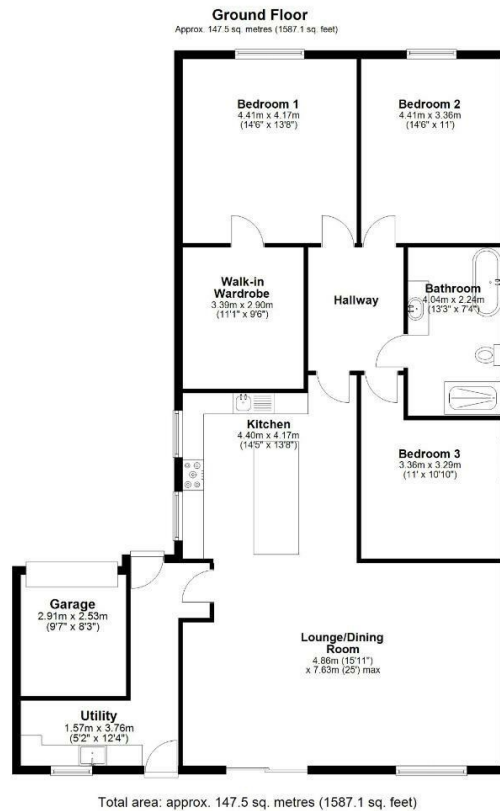 Ground Floor
Approx. 147.5 sq. metres (1587.1 sq. feet)
Bedroom 1
4.41m x 4.17m
(14'6" x 13'8")
Bedroom 2
4.41m x 3.36m
(14'6" x 11')
Walk-in
Wardrobe
3.39m x 2.90m
(11'1" x 9'6")
Hallway
Bathroom
4.04m x 2.24m
(13'3" x 7'4")
Kitchen
4.40m x 4.17m
(14'5" x 13'8")
Bedroom 3
3.36m x 3.29m
(11' x 10'10")
Garage
2.91m x 2.53m
(9'7" x 8'3")
Lounge/Dining
Room
4.86m (15'11")
x 7.63m (25') max
Utility
1.57m x 3.76m
(5'2" x 12'4")
Total area: approx. 147.5 sq. metres (1587.1 sq. feet)